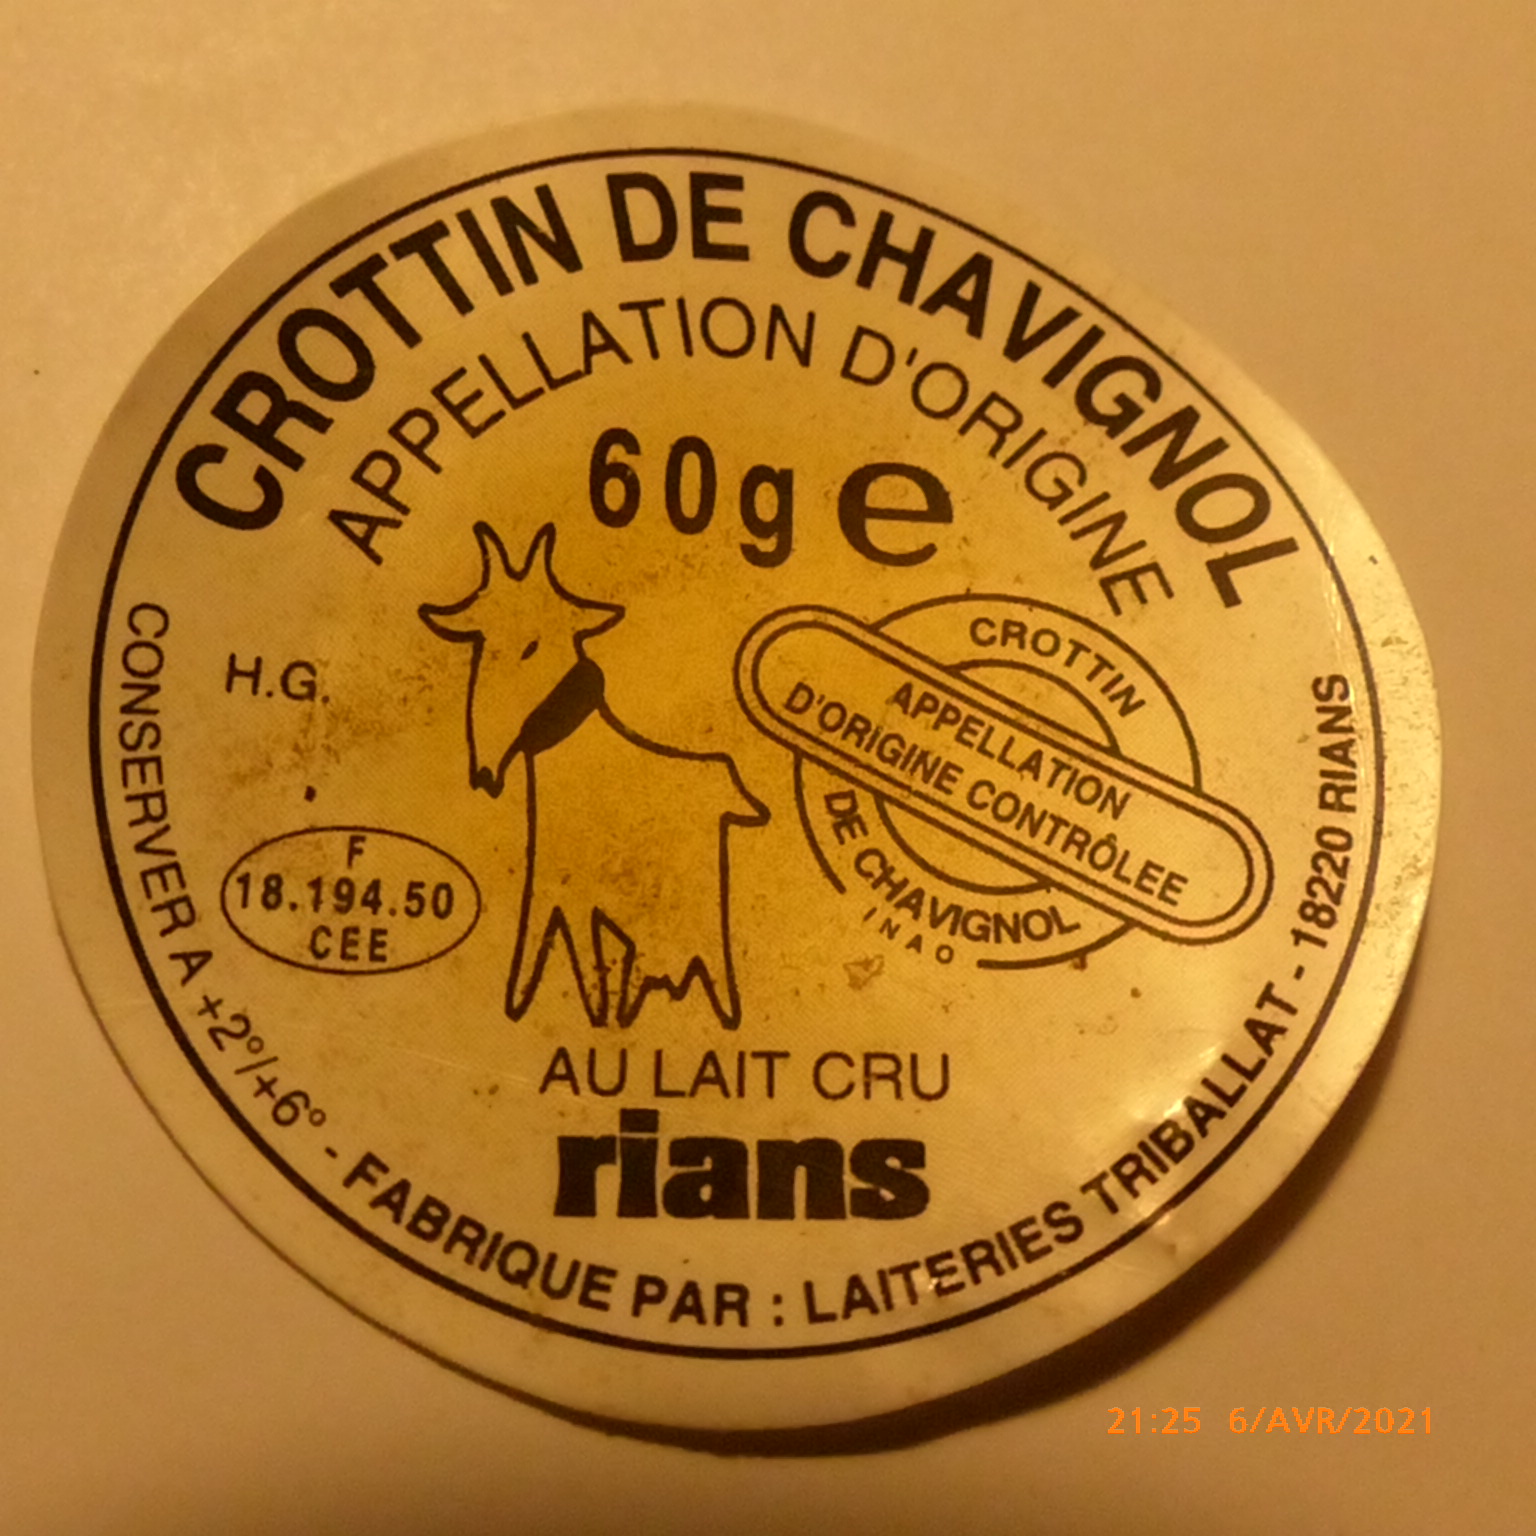 CROTTIN DE CHAVIGNOL
APPELLATION D'ORIGINE
60g e
H.G.
F
18.194.50
CEE
CROTTIN
APPELLATION
D'ORIGINE CONTRÔLEE
DE CHAVIGNOL
INAO
AU LAIT CRU
rians
CONSERVER A +2°/+6° - FABRIQUE PAR : LAITERIES TRIBALLAT - 18220 RIANS
21:25 6/AVR/2021